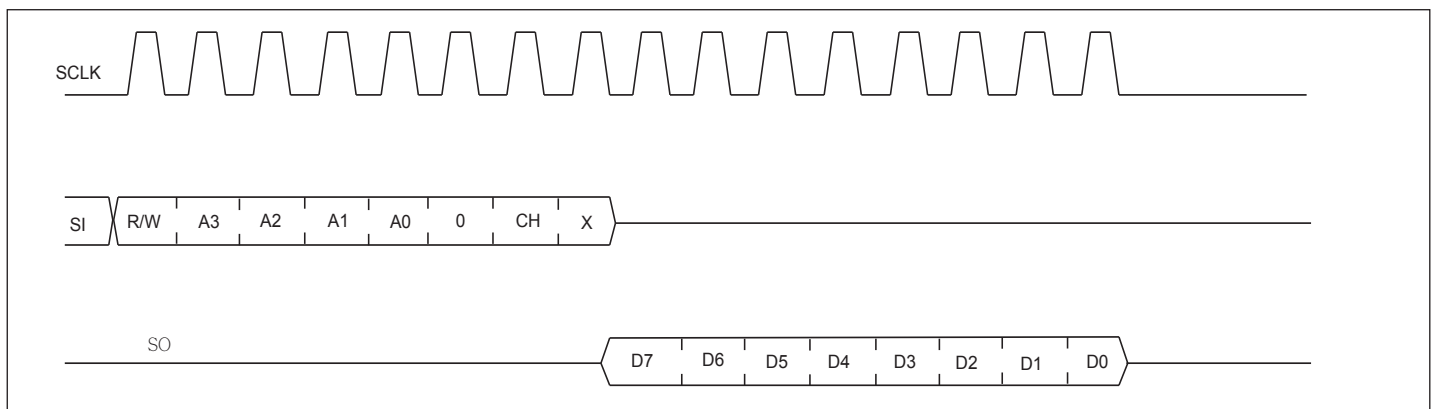 SCLK
SI R/W A3 A2 A1 A0 0 CH X
SO
D7 D6 D5 D4 D3 D2 D1 D0